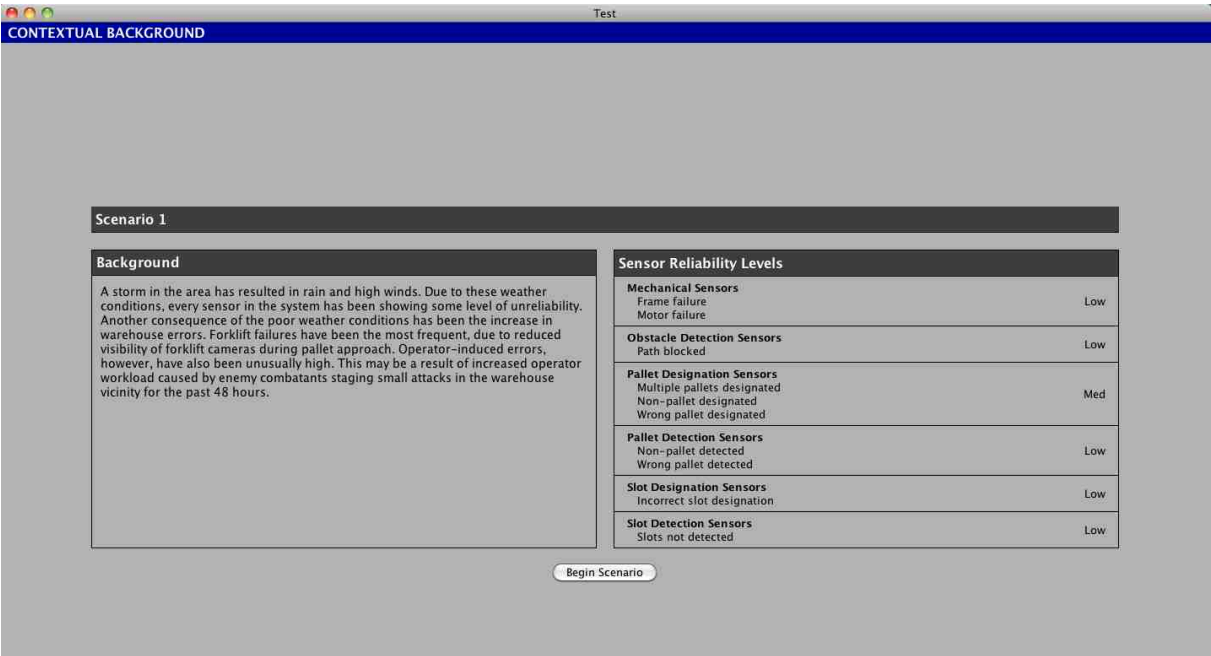 Test
CONTEXTUAL BACKGROUND
Scenario 1
Background
A storm in the area has resulted in rain and high winds. Due to these weather
conditions, every sensor in the system has been showing some level of unreliability.
Another consequence of the poor weather conditions has been the increase in
warehouse errors. Forklift failures have been the most frequent, due to reduced
visibility of forklift cameras during pallet approach. Operator-induced errors,
however, have also been unusually high. This may be a result of increased operator
workload caused by enemy combatants staging small attacks in the warehouse
vicinity for the past 48 hours.
Sensor Reliability Levels
Mechanical Sensors
Frame failure Low
Motor failure
Obstacle Detection Sensors
Path blocked Low
Pallet Designation Sensors
Multiple pallets designated
Non-pallet designated Med
Wrong pallet designated
Pallet Detection Sensors
Non-pallet detected Low
Wrong pallet detected
Slot Designation Sensors
Incorrect slot designation Low
Slot Detection Sensors
Slots not detected Low
Begin Scenario